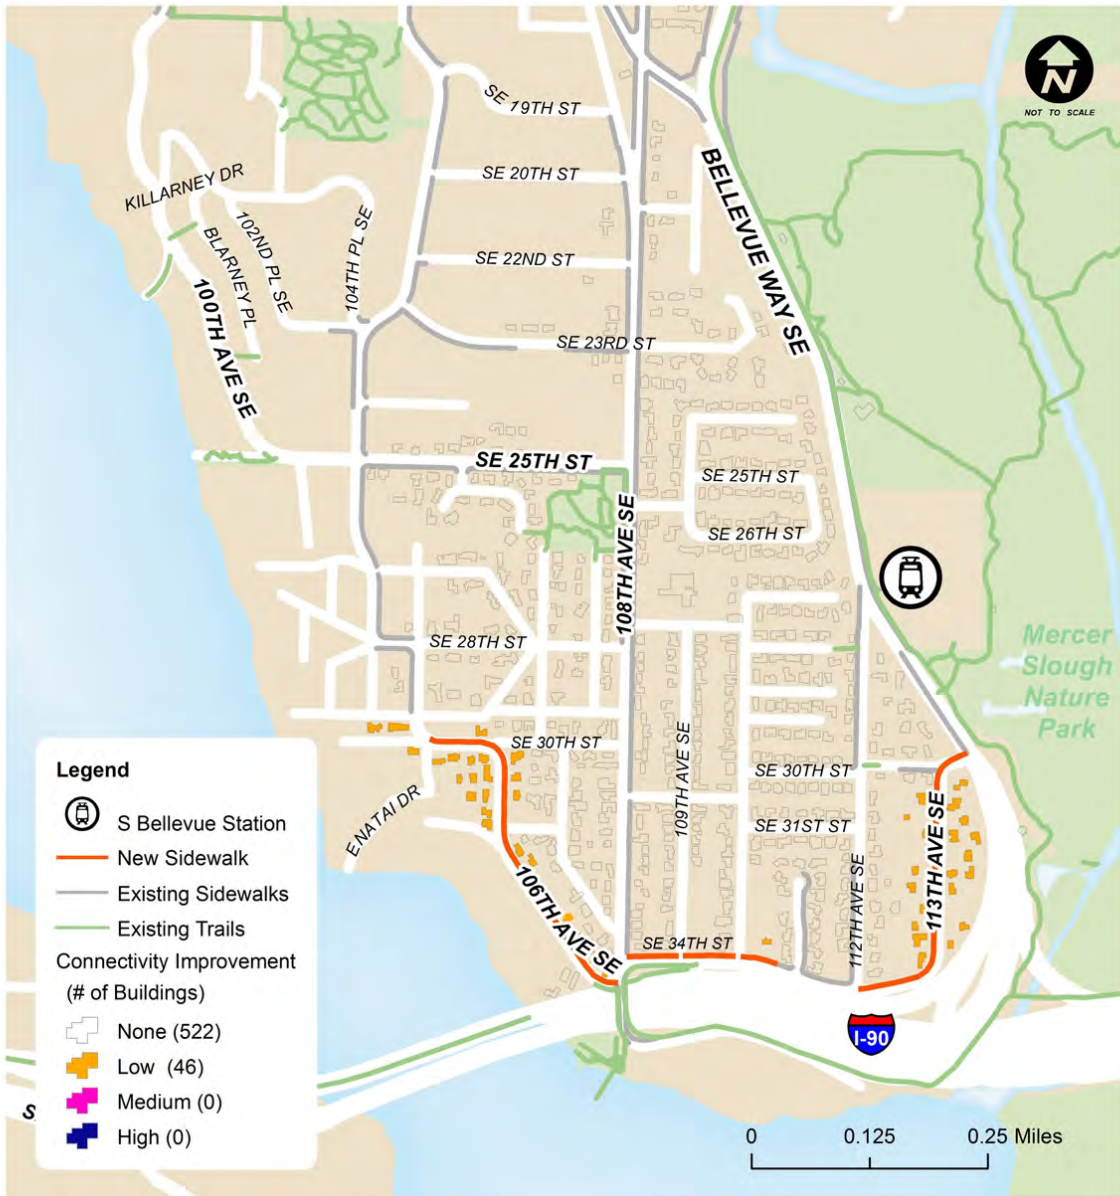 N
NOT TO SCALE
SE 19TH ST
SE 20TH ST
KILLARNEY DR
102ND PL SE
BLARNEY PL
104TH PL SE
BELLEVUE WAY SE
SE 22ND ST
100TH AVE SE
SE 23RD ST
SE 25TH ST
SE 25TH ST
108TH AVE SE
SE 26TH ST
SE 28TH ST
Mercer
Slough
Nature
Park
SE 30TH ST
109TH AVE SE
SE 30TH ST
ENATAI DR
SE 31ST ST
113TH AVE SE
112TH AVE SE
106TH AVE SE
SE 34TH ST
I-90
Legend
S Bellevue Station
New Sidewalk
Existing Sidewalks
Existing Trails
Connectivity Improvement
(# of Buildings)
None (522)
Low (46)
Medium (0)
High (0)
S
0 0.125 0.25 Miles